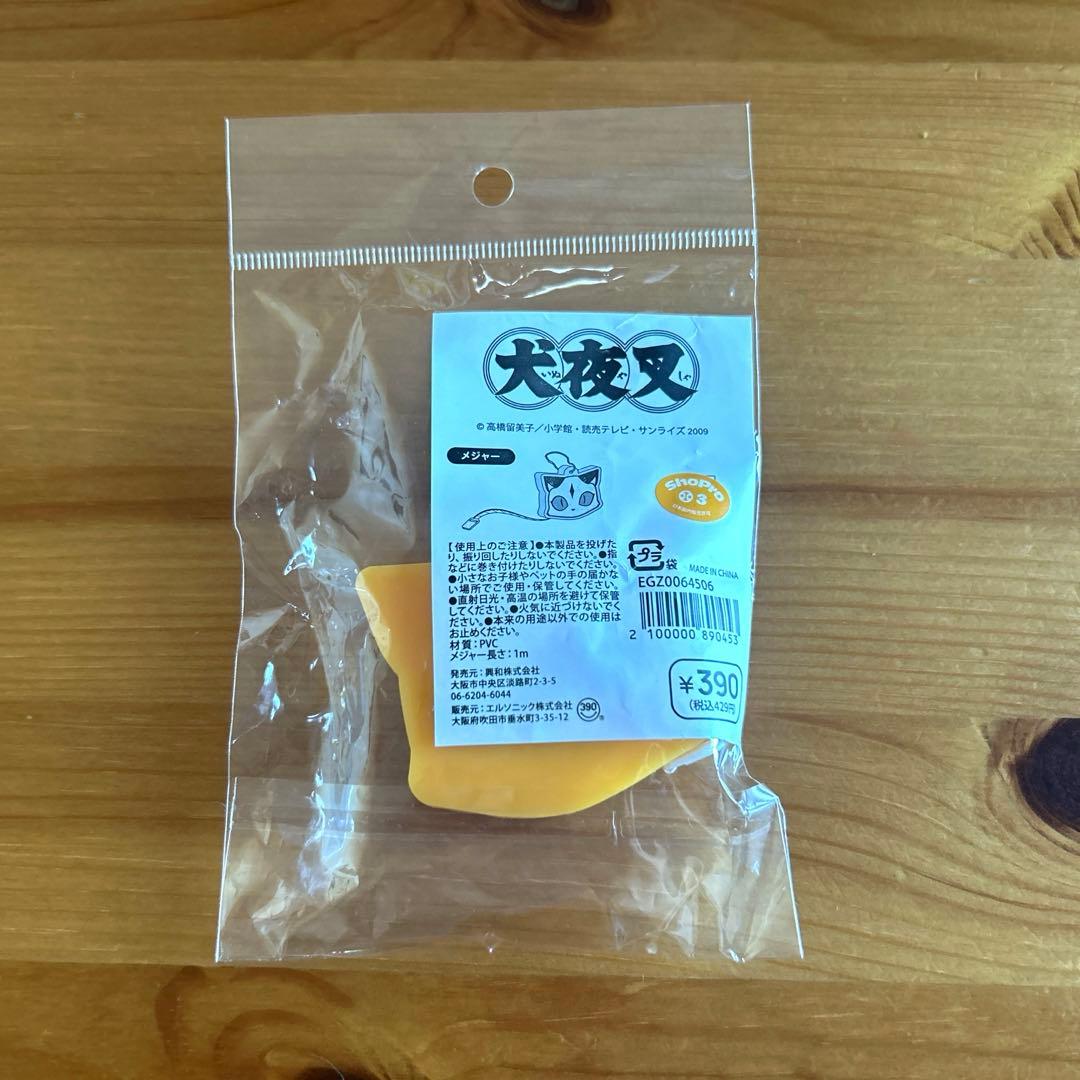 犬夜叉
いぬ や しゃ
©高橋留美子／小学館・読売テレビ・サンライズ 2009
メジャー
ShoPro
3
【使用上のご注意】●本製品を投げた
り、振り回したりしないでください。●指
などに巻き付けたりしないでください。
●小さなお子様やペットの手の届かな
い場所でご使用・保管してください。
●直射日光・高温の場所を避けて保管
してください。●火気に近づけないでく
ださい。●本来の用途以外での使用は
お止めください。
材質：PVC
メジャー長さ：1m
発売元：興和株式会社
大阪市中央区淡路町2-3-5
06-6204-6044
販売元：エルソニック株式会社
大阪府吹田市垂水町3-35-12
390®
プラ 袋
MADE IN CHINA
EGZ0064506
2 100000 890453
¥390
(税込429円)